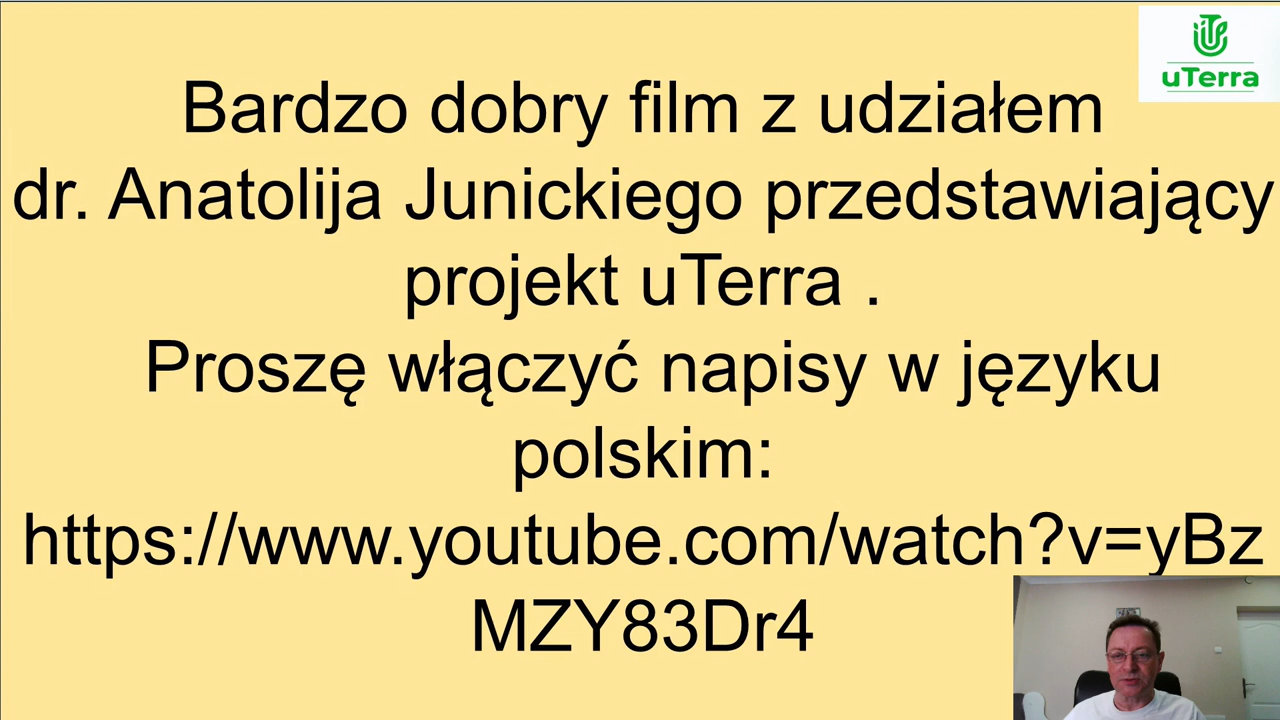 uTerra
Bardzo dobry film z udziałem
dr. Anatolija Junickiego przedstawiający
projekt uTerra .
Proszę włączyć napisy w języku
polskim:
https://www.youtube.com/watch?v=yBz
MZY83Dr4